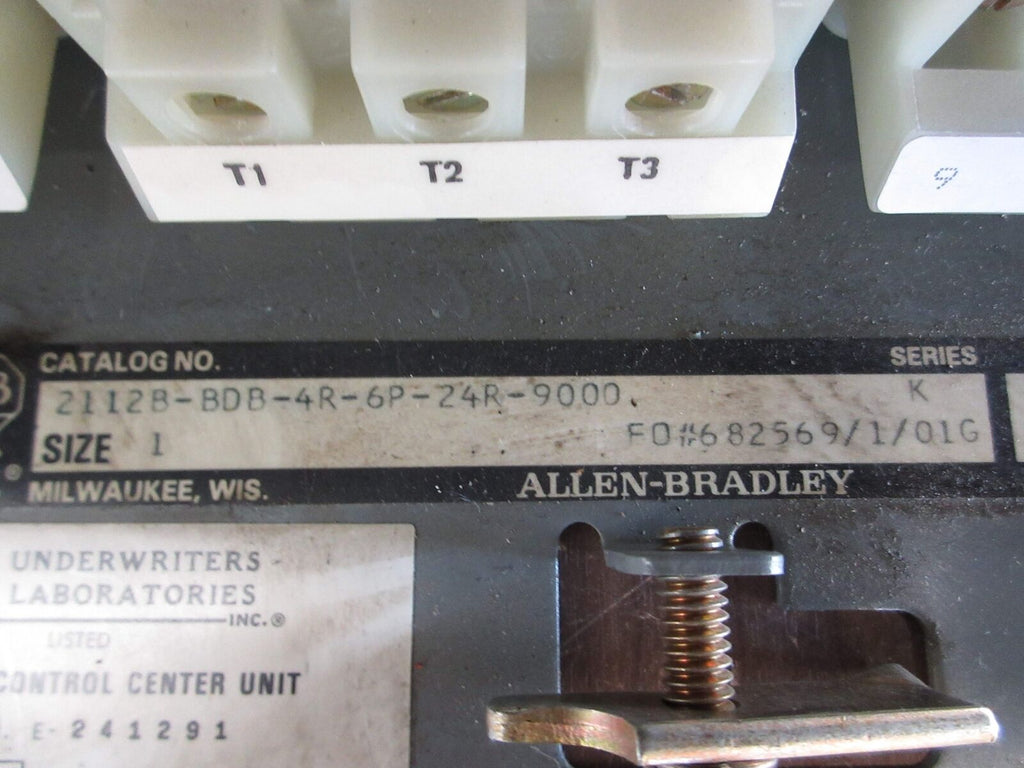 T1 T2 T3
9
CATALOG NO. SERIES
2112B-BDB-4R-6P-24R-9000 K
SIZE 1 FO#682569/1/01G
MILWAUKEE, WIS. ALLEN-BRADLEY
UNDERWRITERS
LABORATORIES
INC.®
LISTED
CONTROL CENTER UNIT
E-241291